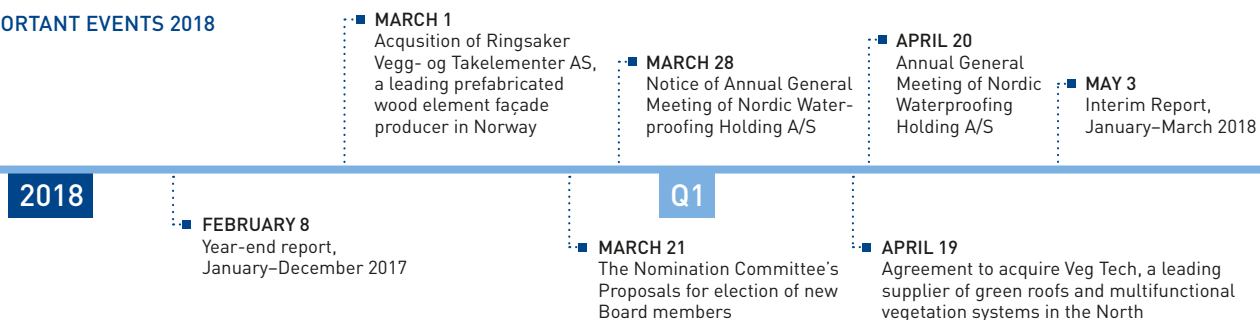 ORTANT EVENTS 2018
MARCH 1
Acqusition of Ringsaker
Vegg- og Takelementer AS,
a leading prefabricated
wood element façade
producer in Norway
MARCH 28
Notice of Annual General
Meeting of Nordic Water-
proofing Holding A/S
APRIL 20
Annual General
Meeting of Nordic
Waterproofing
Holding A/S
MAY 3
Interim Report,
January–March 2018
2018
Q1
FEBRUARY 8
Year-end report,
January–December 2017
MARCH 21
The Nomination Committee's
Proposals for election of new
Board members
APRIL 19
Agreement to acquire Veg Tech, a leading
supplier of green roofs and multifunctional
vegetation systems in the North